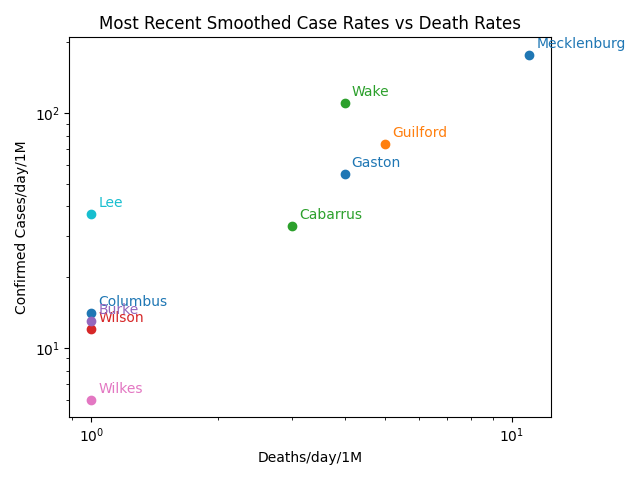 Most Recent Smoothed Case Rates vs Death Rates
Mecklenburg
Wake
Guilford
Gaston
Lee
Cabarrus
Columbus
Burke
Wilson
Wilkes
Confirmed Cases/day/1M
10²
10¹
10⁰
10¹
Deaths/day/1M